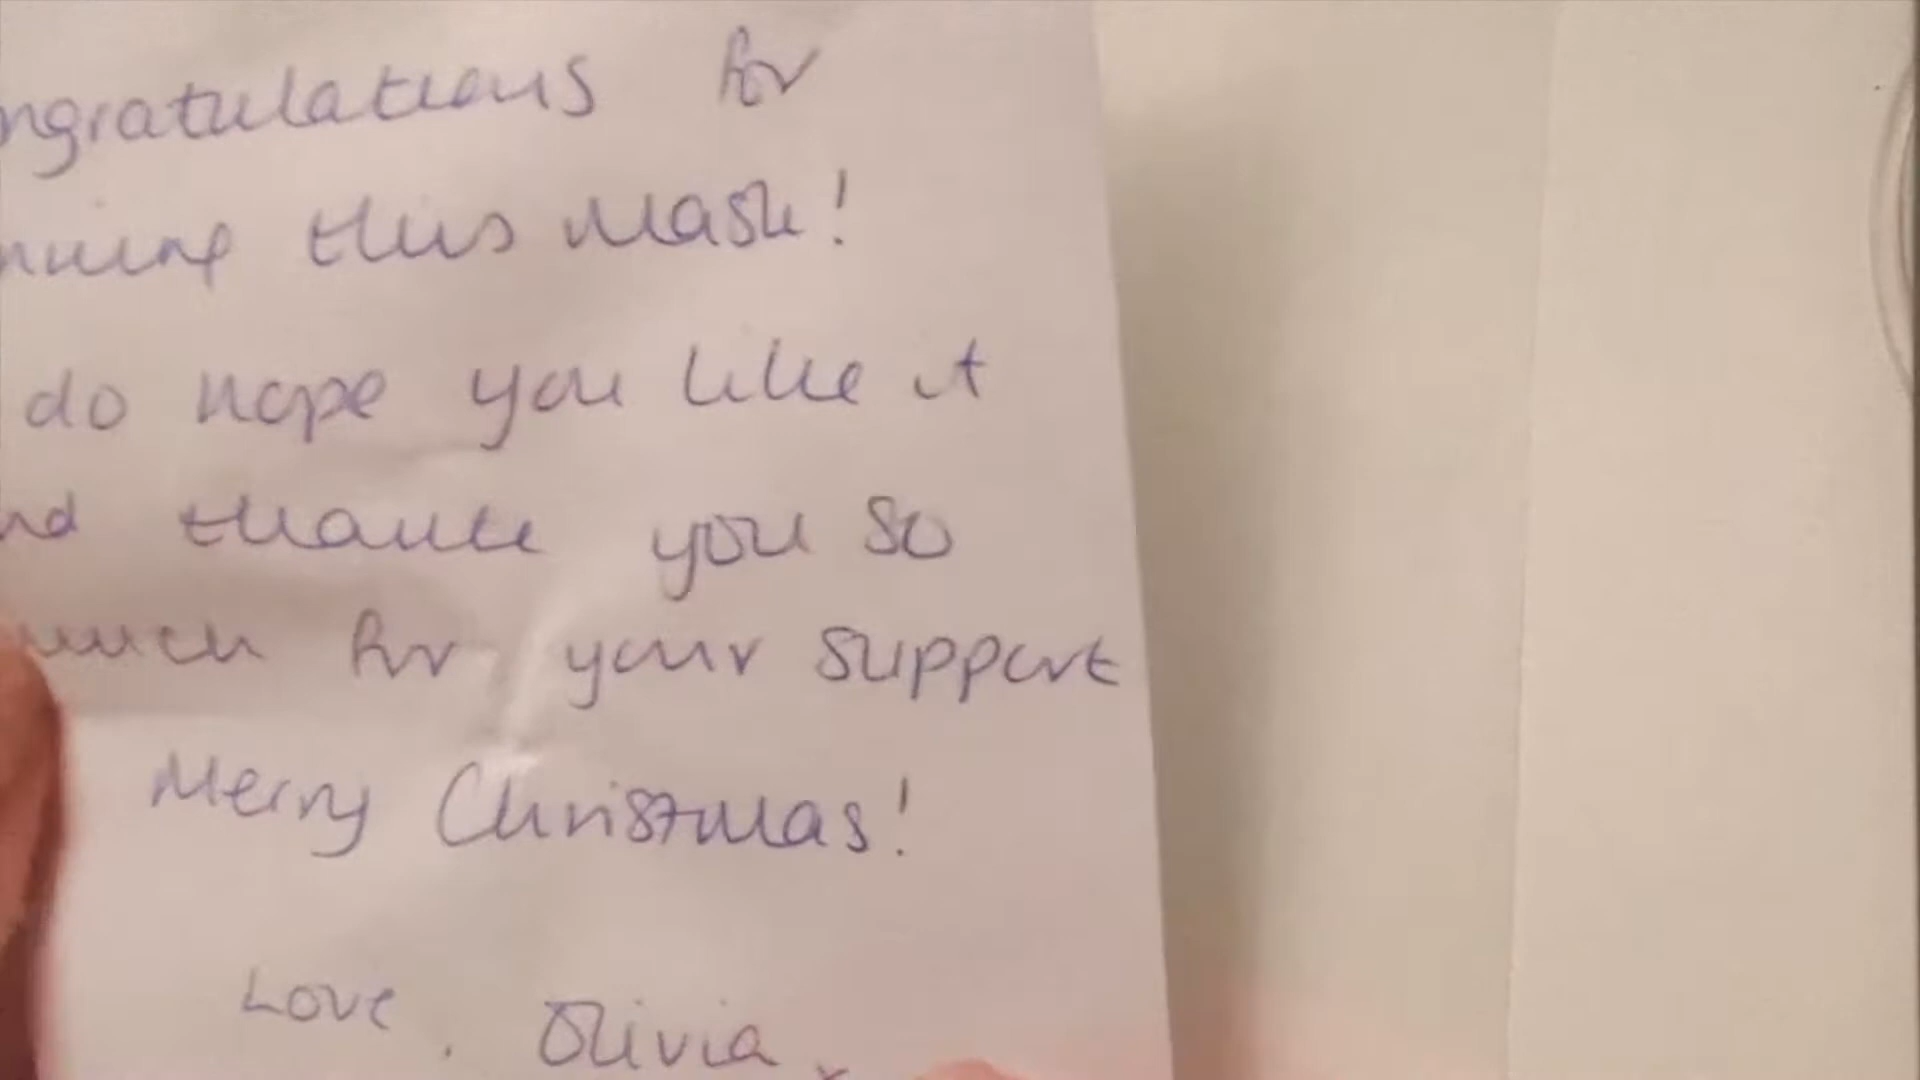 ngratulations for
nning this mask!
do hope you like it
nd thank you so
much for your support
Merry Christmas!
Love, Olivia x